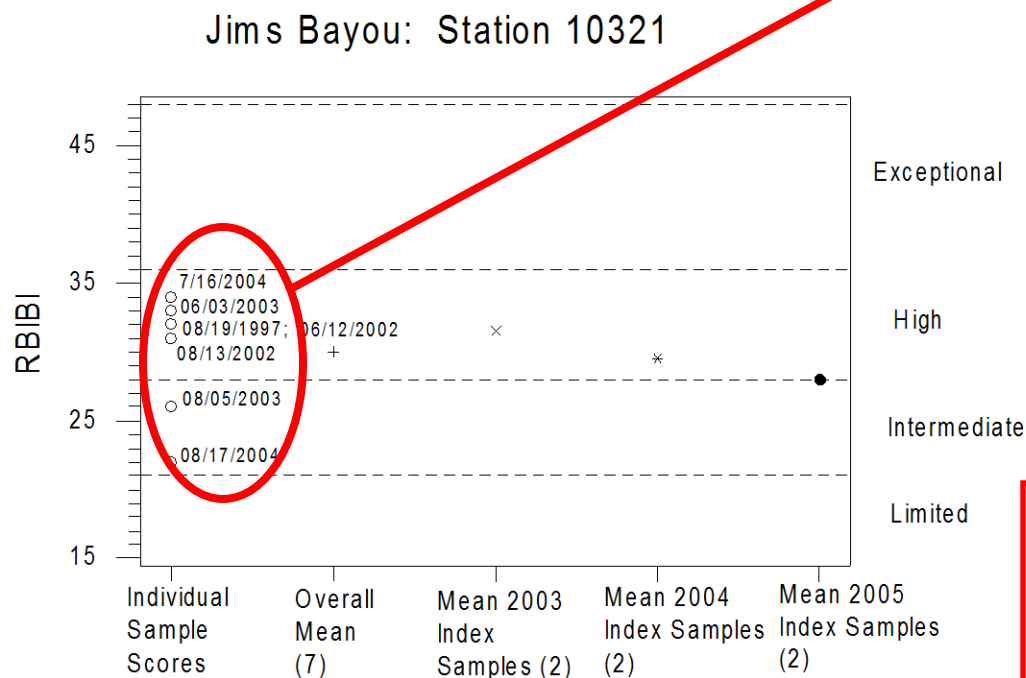 Jims Bayou: Station 10321
45
35
25
15
RBIBI
7/16/2004
06/03/2003
08/19/1997; 06/12/2002
08/13/2002
08/05/2003
08/17/2004
Exceptional
High
Intermediate
Limited
Individual
Sample
Scores
Overall
Mean
(7)
Mean 2003
Index
Samples (2)
Mean 2004
Index Samples
(2)
Mean 2005
Index Samples
(2)